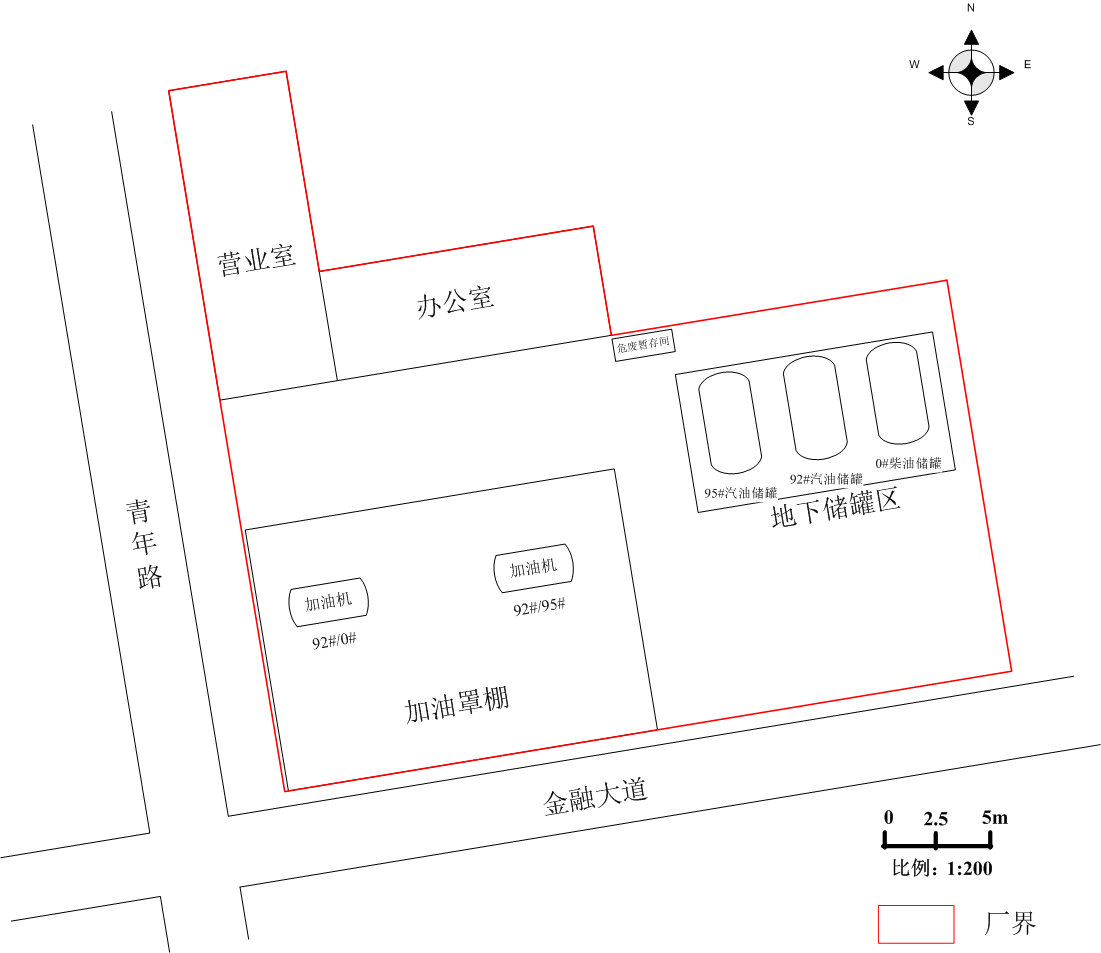 N
W
E
S
营业室
办公室
危废暂存间
95#汽油储罐
92#汽油储罐
0#柴油储罐
地下储罐区
青年路
加油机
92#/0#
加油机
92#/95#
加油罩棚
金融大道
0 2.5 5m
比例：1:200
厂界